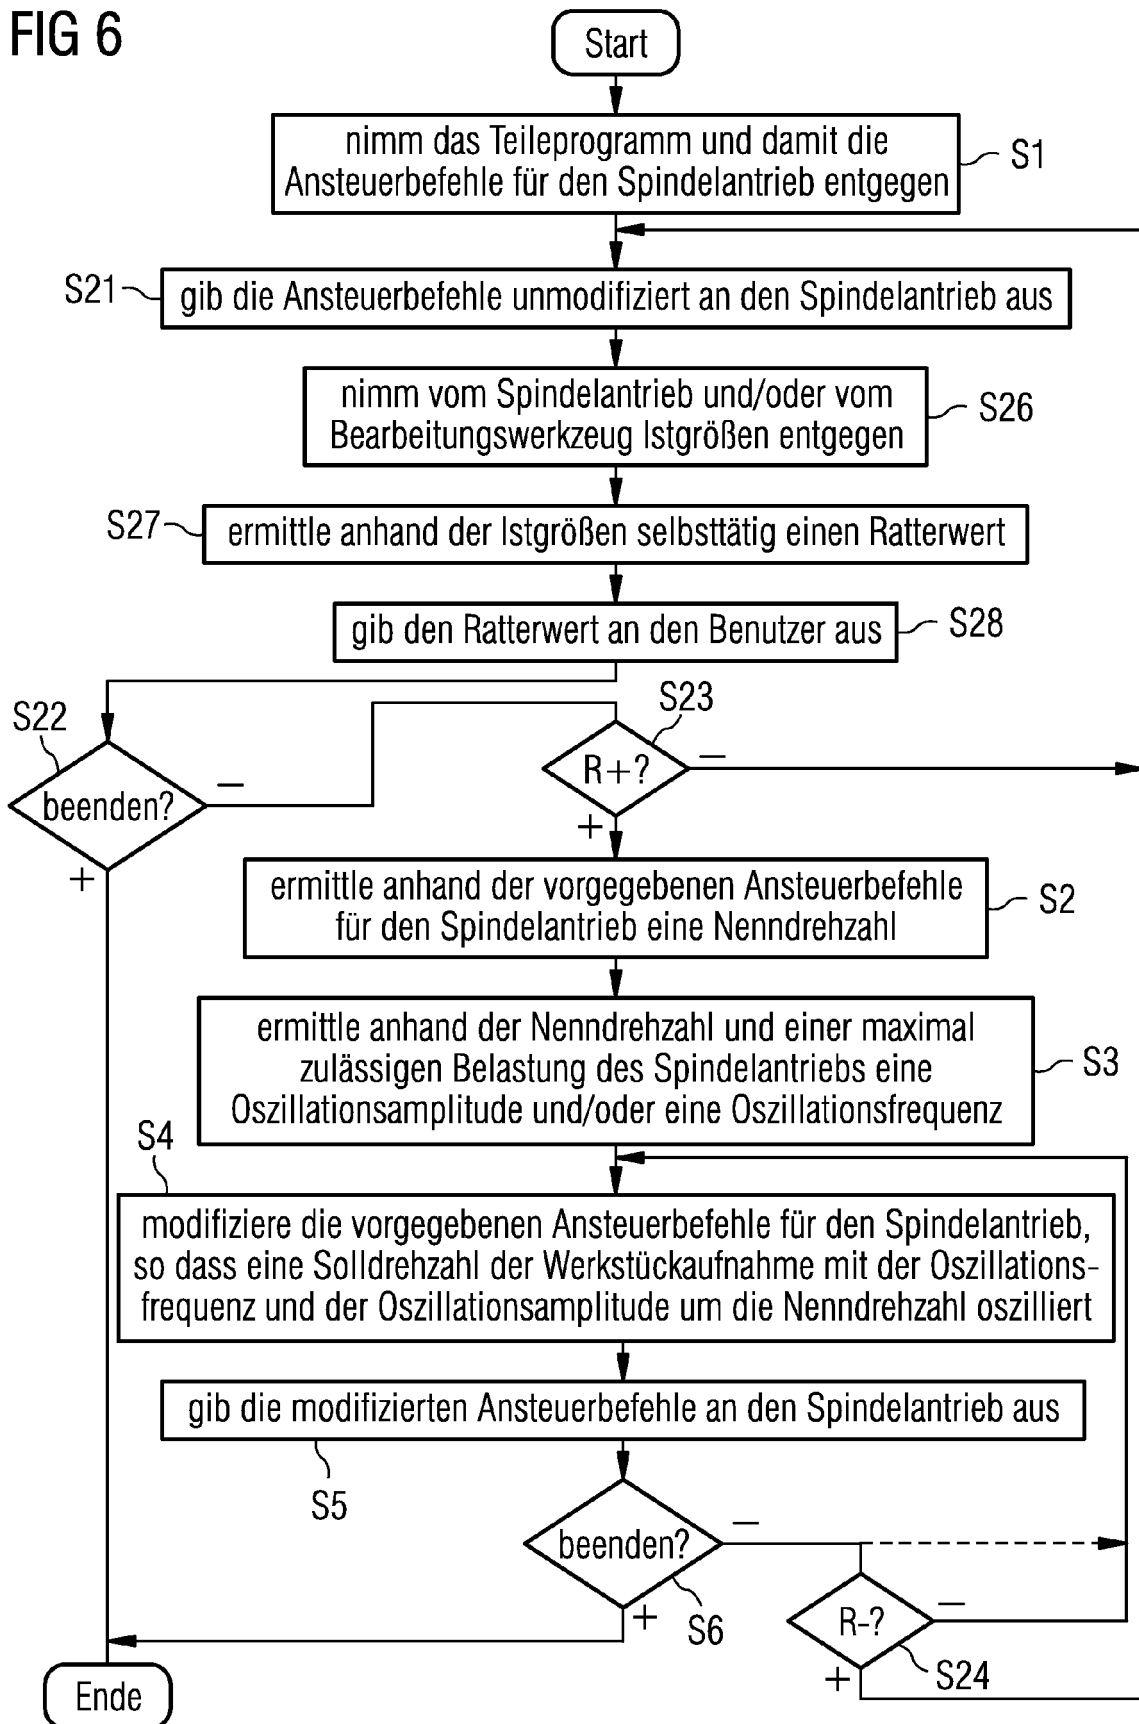 FIG 6
Start
nimm das Teileprogramm und damit die
Ansteuerbefehle für den Spindelantrieb entgegen
S1
S21
gib die Ansteuerbefehle unmodifiziert an den Spindelantrieb aus
nimm vom Spindelantrieb und/oder vom
Bearbeitungswerkzeug Istgrößen entgegen
S26
S27
ermittle anhand der Istgrößen selbsttätig einen Ratterwert
gib den Ratterwert an den Benutzer aus
S28
S22
beenden?
−
+
S23
R+?
−
+
ermittle anhand der vorgegebenen Ansteuerbefehle
für den Spindelantrieb eine Nenndrehzahl
S2
ermittle anhand der Nenndrehzahl und einer maximal
zulässigen Belastung des Spindelantriebs eine
Oszillationsamplitude und/oder eine Oszillationsfrequenz
S3
S4
modifiziere die vorgegebenen Ansteuerbefehle für den Spindelantrieb,
so dass eine Solldrehzahl der Werkstückaufnahme mit der Oszillations-
frequenz und der Oszillationsamplitude um die Nenndrehzahl oszilliert
gib die modifizierten Ansteuerbefehle an den Spindelantrieb aus
S5
beenden?
−
+
S6
R-?
−
+
S24
Ende